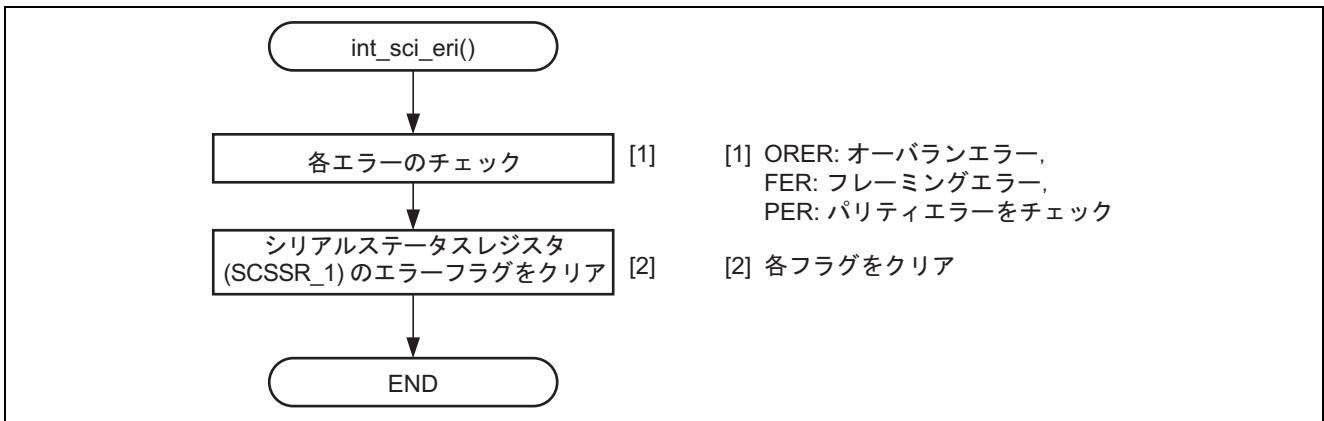 int_sci_eri()
各エラーのチェック
[1]
[1] ORER: オーバランエラー,
FER: フレーミングエラー,
PER: パリティエラーをチェック
シリアルステータスレジスタ
(SCSSR_1) のエラーフラグをクリア
[2]
[2] 各フラグをクリア
END